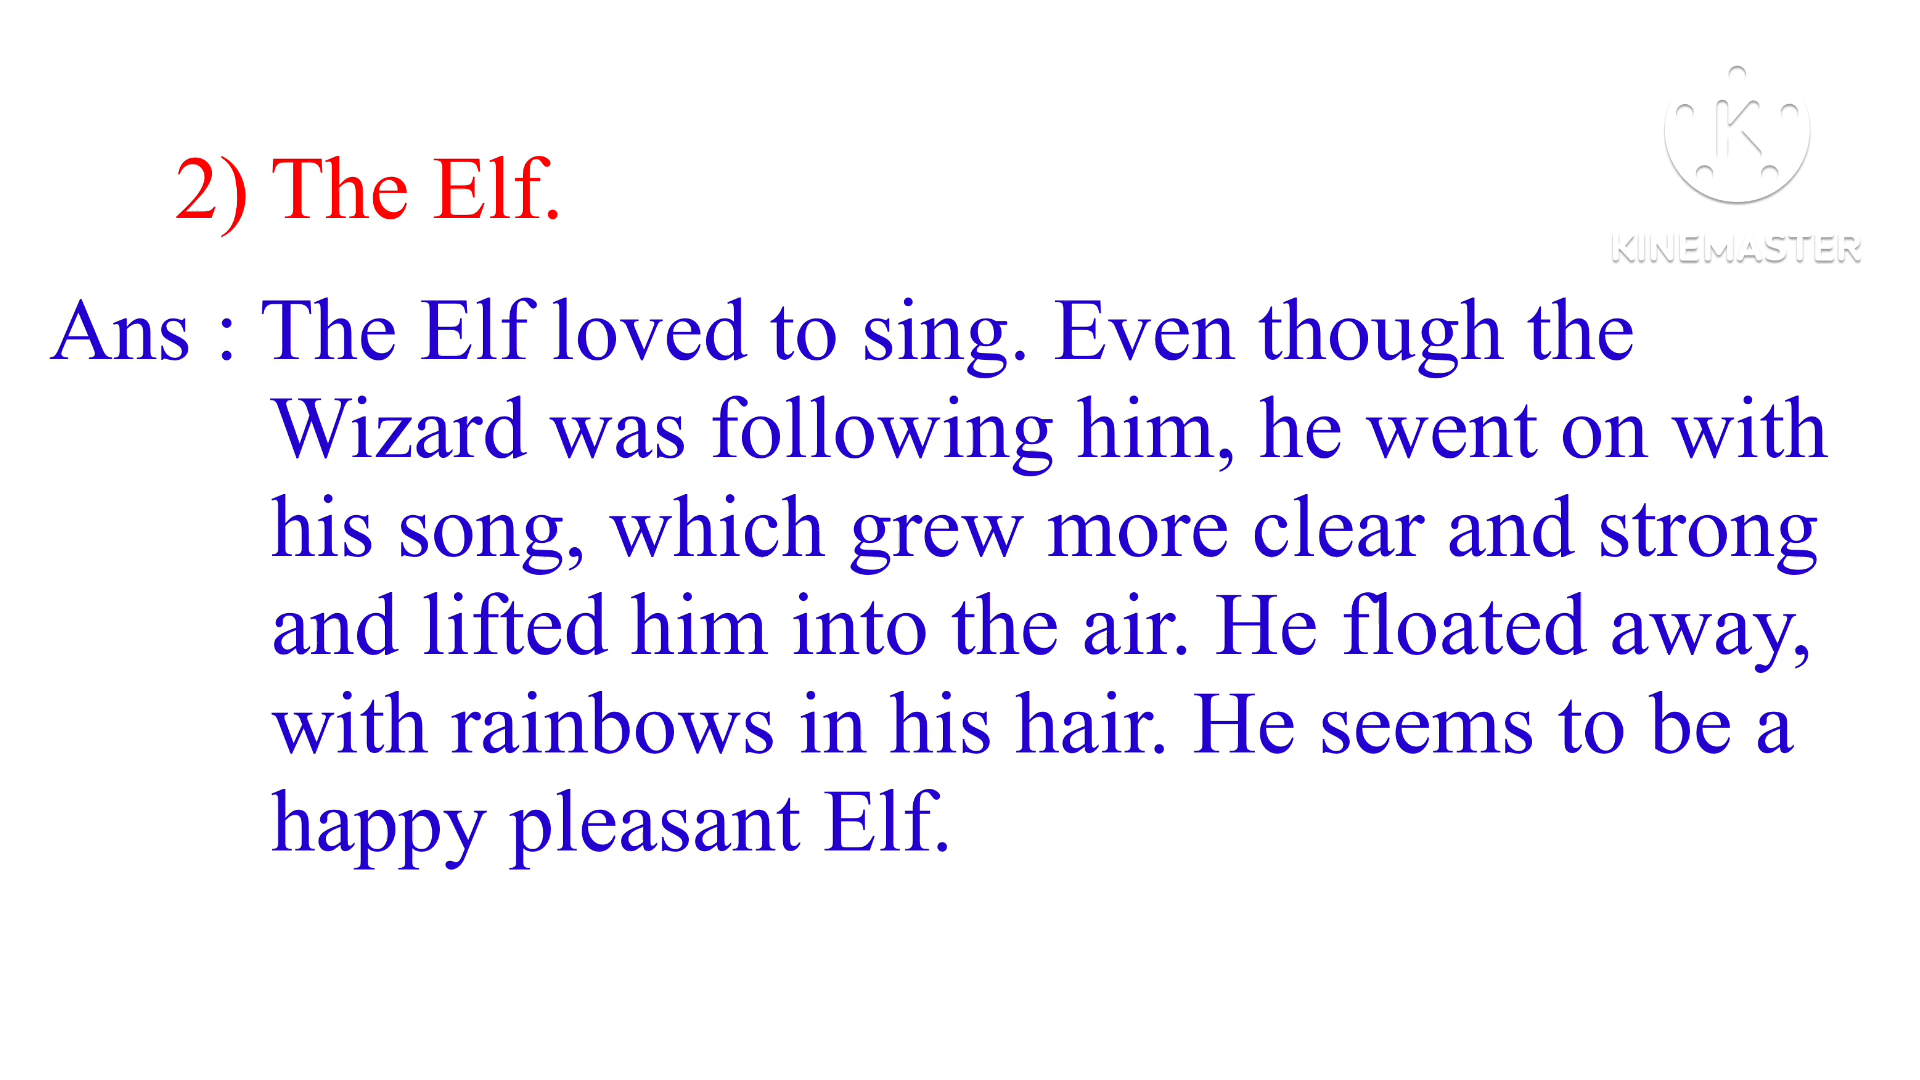 2) The Elf.
K
KINEMASTER
Ans : The Elf loved to sing. Even though the
Wizard was following him, he went on with
his song, which grew more clear and strong
and lifted him into the air. He floated away,
with rainbows in his hair. He seems to be a
happy pleasant Elf.